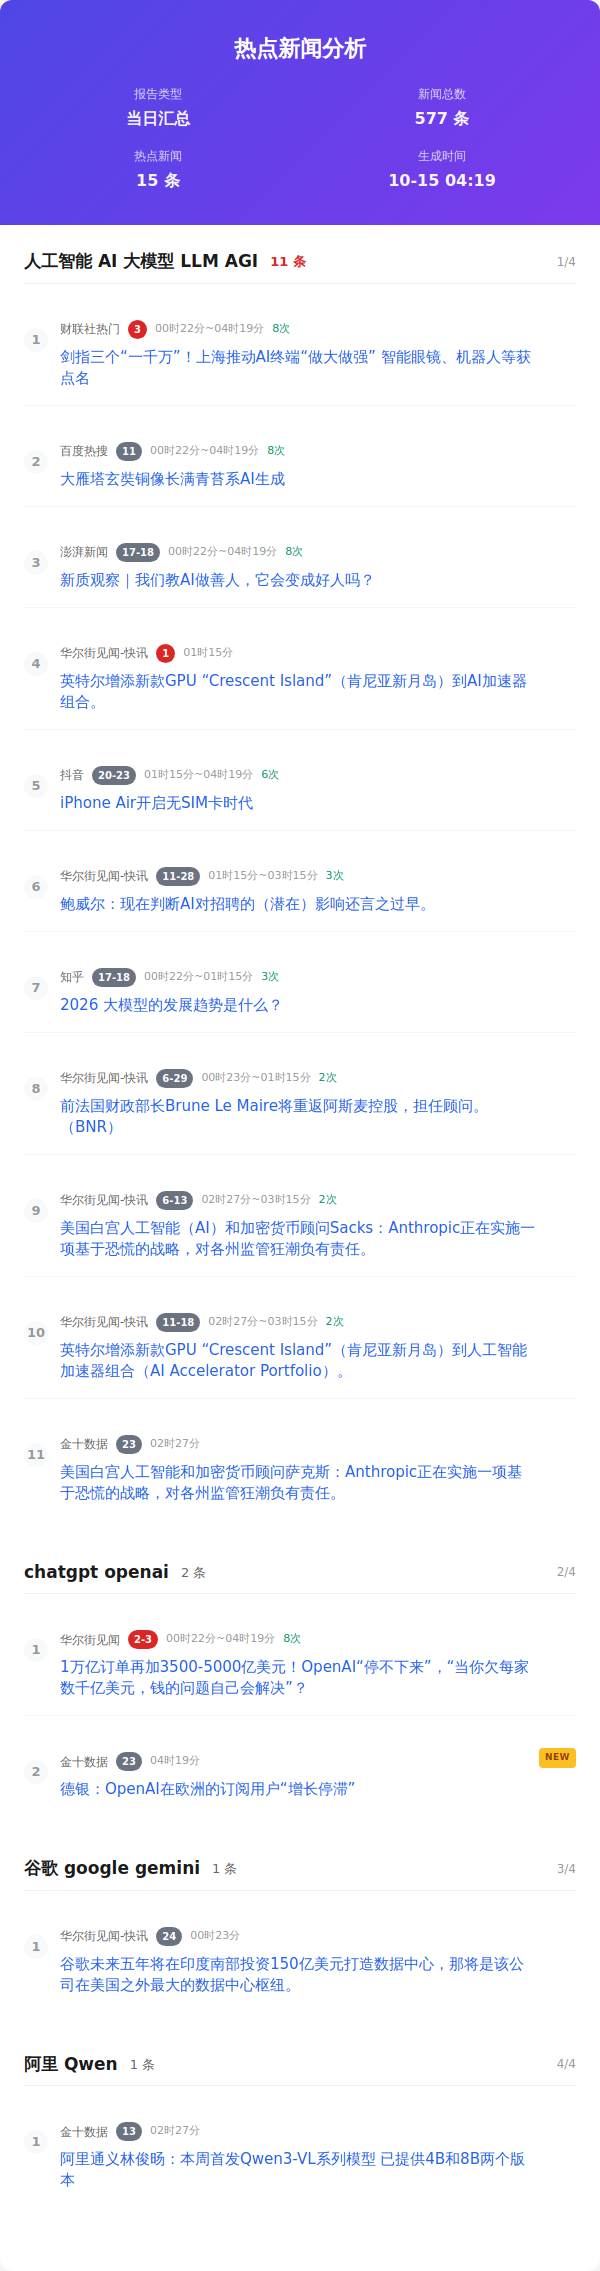 热点新闻分析
报告类型
当日汇总
新闻总数
577 条
热点新闻
15 条
生成时间
10-15 04:19
人工智能 AI 大模型 LLM AGI 11 条 1/4
1
财联社热门 3 00时22分~04时19分 8次
剑指三个“一千万”！上海推动AI终端“做大做强” 智能眼镜、机器人等获
点名
2
百度热搜 11 00时22分~04时19分 8次
大雁塔玄奘铜像长满青苔系AI生成
3
澎湃新闻 17-18 00时22分~04时19分 8次
新质观察｜我们教AI做善人，它会变成好人吗？
4
华尔街见闻-快讯 1 01时15分
英特尔增添新款GPU “Crescent Island”（肯尼亚新月岛）到AI加速器
组合。
5
抖音 20-23 01时15分~04时19分 6次
iPhone Air开启无SIM卡时代
6
华尔街见闻-快讯 11-28 01时15分~03时15分 3次
鲍威尔：现在判断AI对招聘的（潜在）影响还言之过早。
7
知乎 17-18 00时22分~01时15分 3次
2026 大模型的发展趋势是什么？
8
华尔街见闻-快讯 6-29 00时23分~01时15分 2次
前法国财政部长Brune Le Maire将重返阿斯麦控股，担任顾问。
（BNR）
9
华尔街见闻-快讯 6-13 02时27分~03时15分 2次
美国白宫人工智能（AI）和加密货币顾问Sacks：Anthropic正在实施一
项基于恐慌的战略，对各州监管狂潮负有责任。
10
华尔街见闻-快讯 11-18 02时27分~03时15分 2次
英特尔增添新款GPU “Crescent Island”（肯尼亚新月岛）到人工智能
加速器组合（AI Accelerator Portfolio）。
11
金十数据 23 02时27分
美国白宫人工智能和加密货币顾问萨克斯：Anthropic正在实施一项基
于恐慌的战略，对各州监管狂潮负有责任。
chatgpt openai 2 条 2/4
1
华尔街见闻 2-3 00时22分~04时19分 8次
1万亿订单再加3500-5000亿美元！OpenAI“停不下来”，“当你欠每家
数千亿美元，钱的问题自己会解决”？
2
金十数据 23 04时19分 NEW
德银：OpenAI在欧洲的订阅用户“增长停滞”
谷歌 google gemini 1 条 3/4
1
华尔街见闻-快讯 24 00时23分
谷歌未来五年将在印度南部投资150亿美元打造数据中心，那将是该公
司在美国之外最大的数据中心枢纽。
阿里 Qwen 1 条 4/4
1
金十数据 13 02时27分
阿里通义林俊旸：本周首发Qwen3-VL系列模型 已提供4B和8B两个版
本